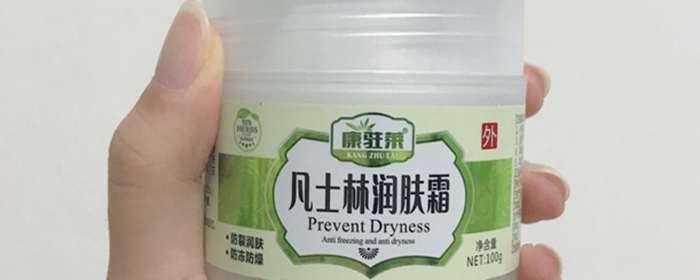 康驻莱®
KANG ZHU LAI
外
凡士林润肤霜
Prevent Dryness
Anti freezing and anti dryness
·防裂润肤
·防冻防燥
净含量
NET:100g